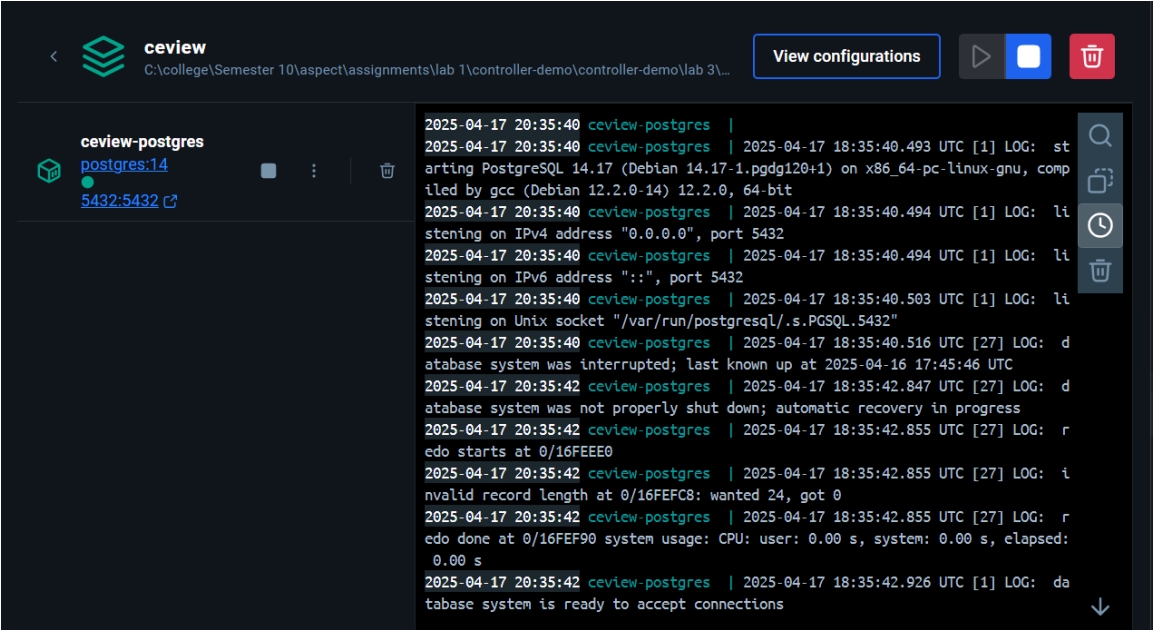 ceview
C:\college\Semester 10\aspect\assignments\lab 1\controller-demo\controller-demo\lab 3\...
View configurations
ceview-postgres
postgres:14
5432:5432
2025-04-17 20:35:40 ceview-postgres |
2025-04-17 20:35:40 ceview-postgres | 2025-04-17 18:35:40.493 UTC [1] LOG: st
arting PostgreSQL 14.17 (Debian 14.17-1.pgdg120+1) on x86_64-pc-linux-gnu, comp
iled by gcc (Debian 12.2.0-14) 12.2.0, 64-bit
2025-04-17 20:35:40 ceview-postgres | 2025-04-17 18:35:40.494 UTC [1] LOG: li
stening on IPv4 address "0.0.0.0", port 5432
2025-04-17 20:35:40 ceview-postgres | 2025-04-17 18:35:40.494 UTC [1] LOG: li
stening on IPv6 address "::", port 5432
2025-04-17 20:35:40 ceview-postgres | 2025-04-17 18:35:40.503 UTC [1] LOG: li
stening on Unix socket "/var/run/postgresql/.s.PGSQL.5432"
2025-04-17 20:35:40 ceview-postgres | 2025-04-17 18:35:40.516 UTC [27] LOG: d
atabase system was interrupted; last known up at 2025-04-16 17:45:46 UTC
2025-04-17 20:35:42 ceview-postgres | 2025-04-17 18:35:42.847 UTC [27] LOG: d
atabase system was not properly shut down; automatic recovery in progress
2025-04-17 20:35:42 ceview-postgres | 2025-04-17 18:35:42.855 UTC [27] LOG: r
edo starts at 0/16FEEE0
2025-04-17 20:35:42 ceview-postgres | 2025-04-17 18:35:42.855 UTC [27] LOG: i
nvalid record length at 0/16FEFC8: wanted 24, got 0
2025-04-17 20:35:42 ceview-postgres | 2025-04-17 18:35:42.855 UTC [27] LOG: r
edo done at 0/16FEF90 system usage: CPU: user: 0.00 s, system: 0.00 s, elapsed:
0.00 s
2025-04-17 20:35:42 ceview-postgres | 2025-04-17 18:35:42.926 UTC [1] LOG: da
tabase system is ready to accept connections